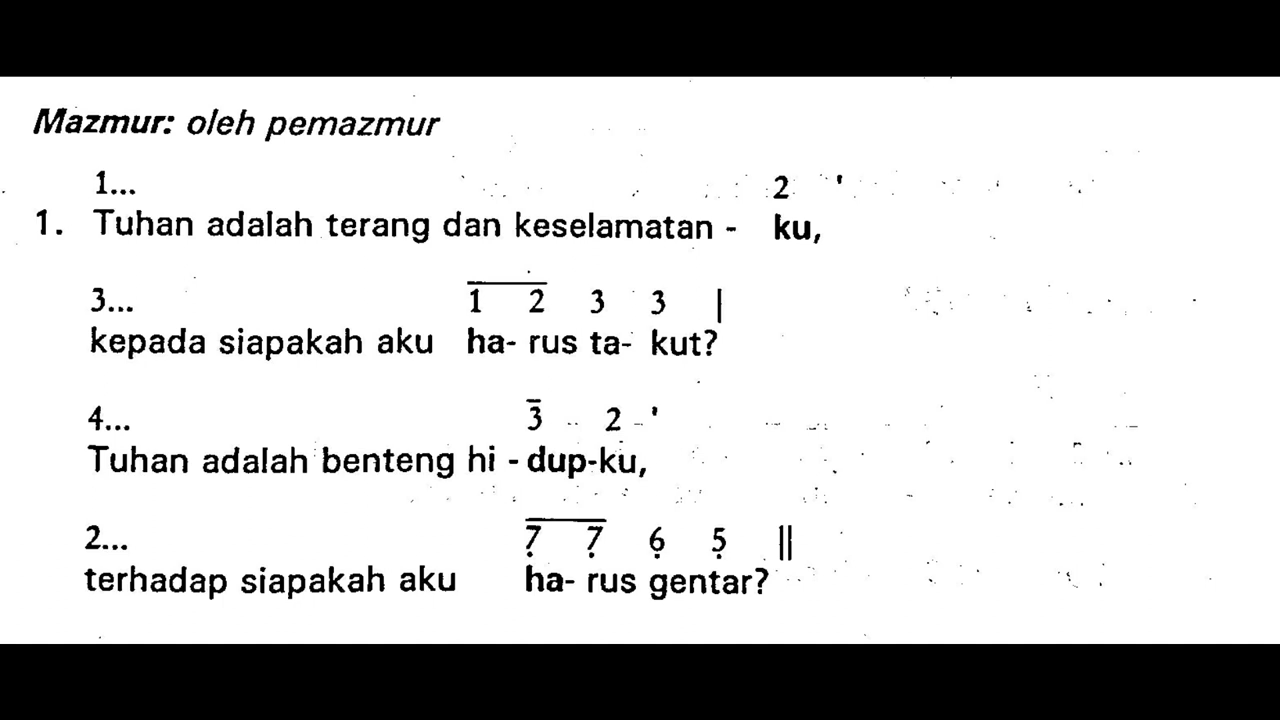 Mazmur: oleh pemazmur
1... 2 '
1. Tuhan adalah terang dan keselamatan - ku,
3... 1 2 3 3 |
kepada siapakah aku ha- rus ta- kut?
4... 3 2 '
Tuhan adalah benteng hi - dup-ku,
2... 7̣ 7̣ 6̣ 5̣ ||
terhadap siapakah aku ha- rus gentar?